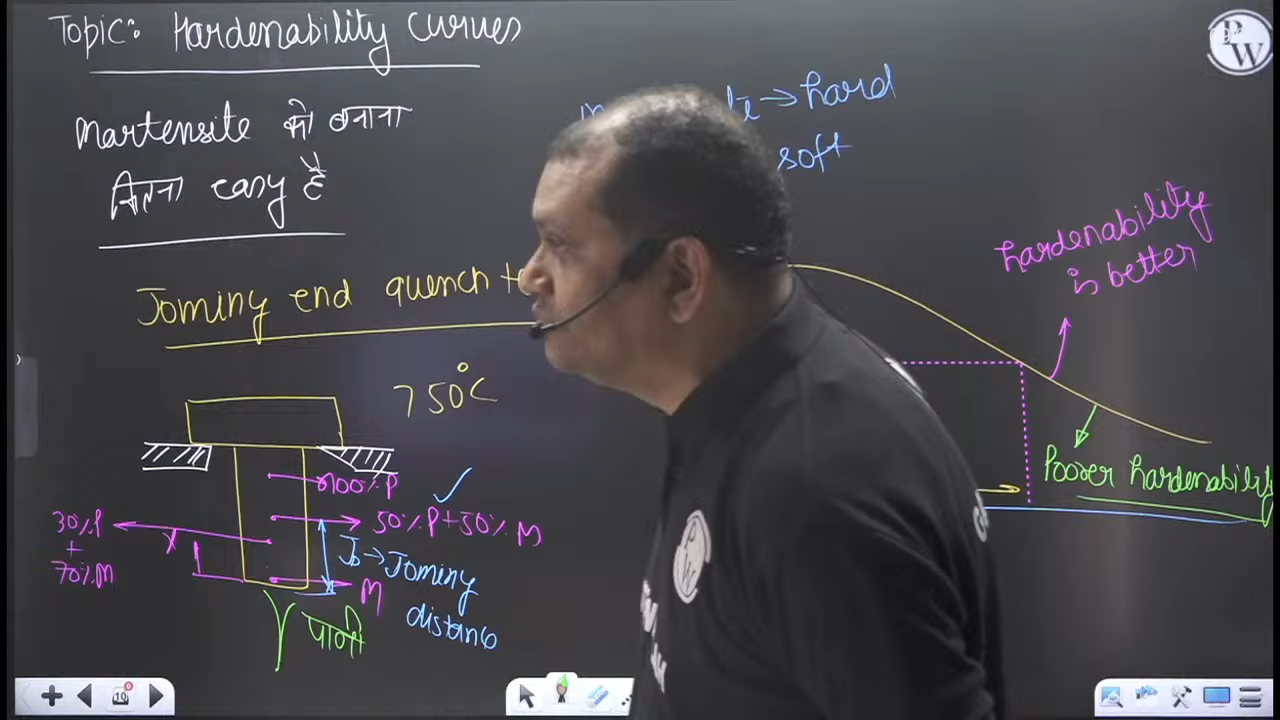 Topic: Hardenability Curves
Martensite को बनाना
कितना easy है
→ hard
soft
hardenability
is better
Jominy end quench
750°C
100% P
50% P + 50% M
30% P
+
70% M
J → Jominy
distance
M
पानी
Poorer hardenability
PW
10